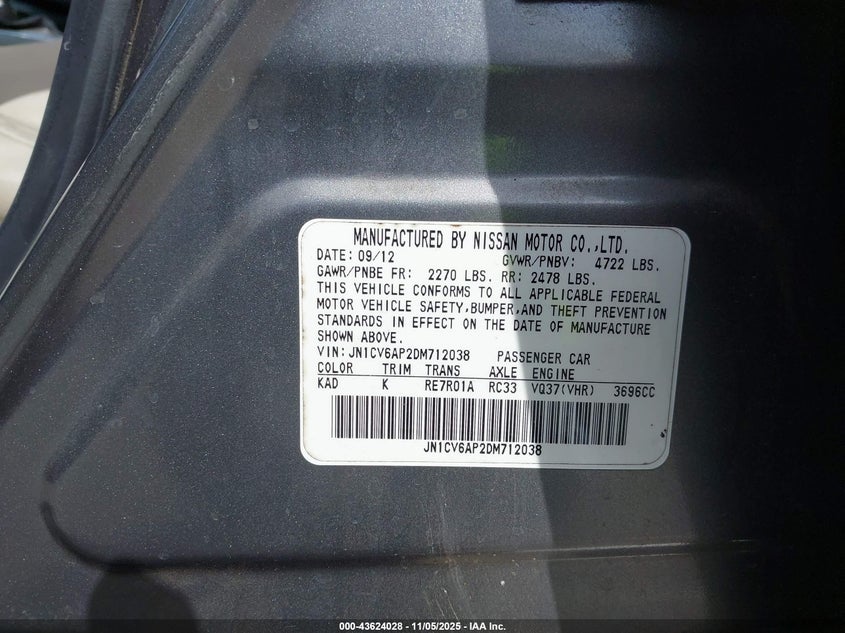 MANUFACTURED BY NISSAN MOTOR CO.,LTD.
DATE: 09/12 GVWR/PNBV: 4722 LBS.
GAWR/PNBE FR: 2270 LBS. RR: 2478 LBS.
THIS VEHICLE CONFORMS TO ALL APPLICABLE FEDERAL
MOTOR VEHICLE SAFETY,BUMPER,AND THEFT PREVENTION
STANDARDS IN EFFECT ON THE DATE OF MANUFACTURE
SHOWN ABOVE.
VIN:JN1CV6AP2DM712038 PASSENGER CAR
COLOR TRIM TRANS AXLE ENGINE
KAD K RE7R01A RC33 VQ37(VHR) 3696CC
JN1CV6AP2DM712038
000-43624028 - 11/05/2025 - IAA Inc.